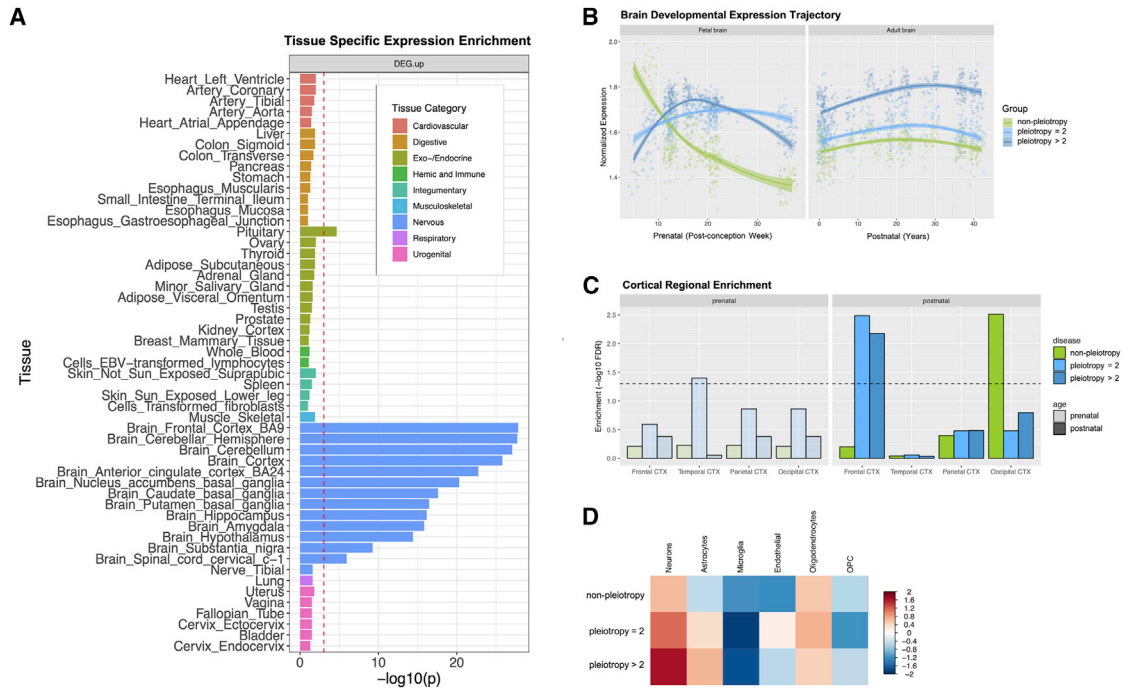 A
Tissue Specific Expression Enrichment
DEG.up
Heart_Left_Ventricle
Artery_Coronary
Artery_Tibial
Artery_Aorta
Heart_Atrial_Appendage
Liver
Colon_Sigmoid
Colon_Transverse
Pancreas
Stomach
Esophagus_Muscularis
Small_Intestine_Terminal_Ileum
Esophagus_Mucosa
Esophagus_Gastroesophageal_Junction
Pituitary
Ovary
Thyroid
Adipose_Subcutaneous
Adrenal_Gland
Minor_Salivary_Gland
Adipose_Visceral_Omentum
Testis
Prostate
Kidney_Cortex
Breast_Mammary_Tissue
Whole_Blood
Cells_EBV−transformed_lymphocytes
Skin_Not_Sun_Exposed_Suprapubic
Spleen
Skin_Sun_Exposed_Lower_leg
Cells_Transformed_fibroblasts
Muscle_Skeletal
Brain_Frontal_Cortex_BA9
Brain_Cerebellar_Hemisphere
Brain_Cerebellum
Brain_Cortex
Brain_Anterior_cingulate_cortex_BA24
Brain_Nucleus_accumbens_basal_ganglia
Brain_Caudate_basal_ganglia
Brain_Putamen_basal_ganglia
Brain_Hippocampus
Brain_Amygdala
Brain_Hypothalamus
Brain_Substantia_nigra
Brain_Spinal_cord_cervical_c−1
Nerve_Tibial
Lung
Uterus
Vagina
Fallopian_Tube
Cervix_Ectocervix
Bladder
Cervix_Endocervix
Tissue
0 10 20
−log10(p)
Tissue Category
Cardiovascular
Digestive
Exo−/Endocrine
Hemic and Immune
Integumentary
Musculoskeletal
Nervous
Respiratory
Urogenital
B
Brain Developmental Expression Trajectory
Fetal brain Adult brain
2.0
1.8
1.6
1.4
Normalized Expression
10 20 30 0 10 20 30 40
Prenatal (Post-conception Week) Postnatal (Years)
Group
non-pleiotropy
pleiotropy = 2
pleiotropy > 2
C
Cortical Regional Enrichment
prenatal postnatal
2.5
2.0
1.5
1.0
0.5
0.0
Enrichment (−log10 FDR)
Frontal CTX Temporal CTX Parietal CTX Occipital CTX Frontal CTX Temporal CTX Parietal CTX Occipital CTX
disease
non-pleiotropy
pleiotropy = 2
pleiotropy > 2
age
prenatal
postnatal
D
Neurons Astrocytes Microglia Endothelial Oligodendrocytes OPC
non-pleiotropy
pleiotropy = 2
pleiotropy > 2
2
1.6
1.2
0.8
0.4
0
−0.4
−0.8
−1.2
−1.6
−2